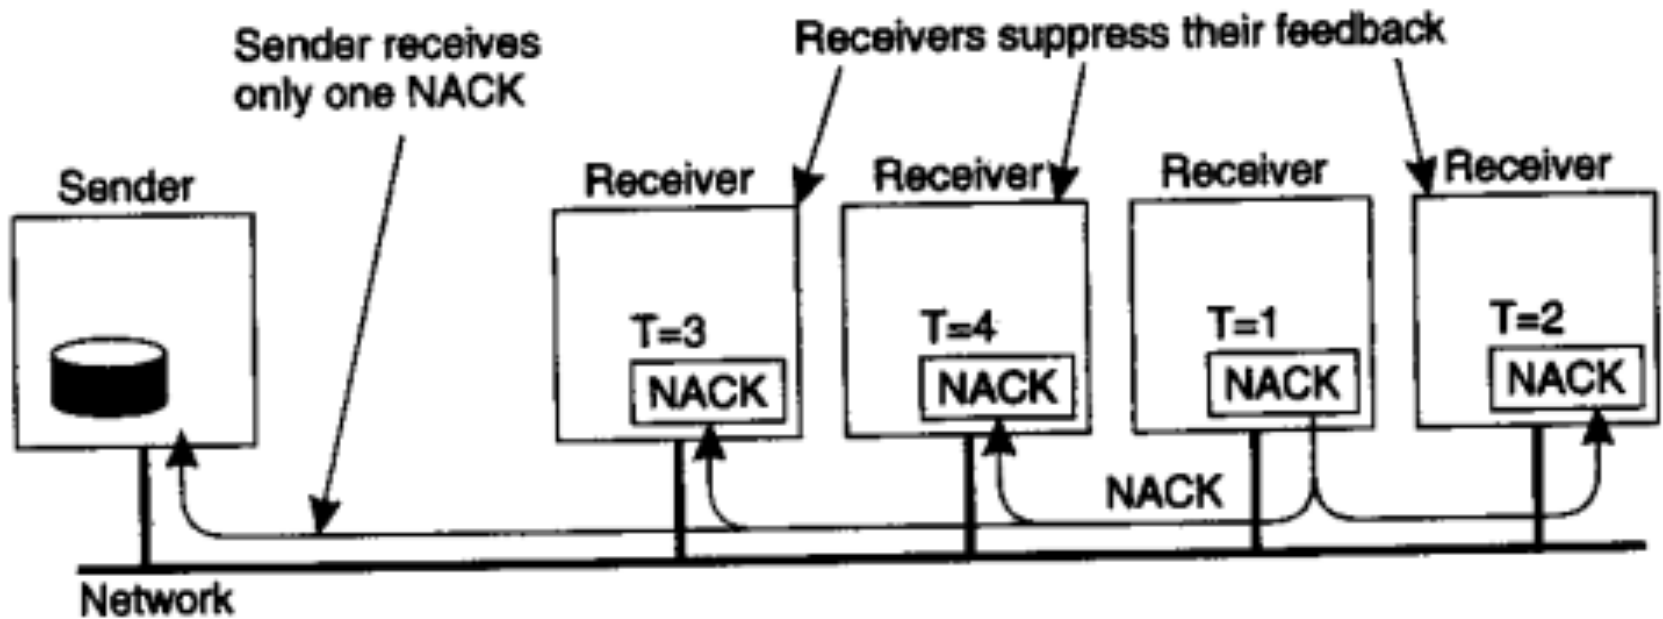 Sender receives
only one NACK
Receivers suppress their feedback
Sender
Receiver
Receiver
Receiver
Receiver
T=3
NACK
T=4
NACK
T=1
NACK
T=2
NACK
NACK
Network